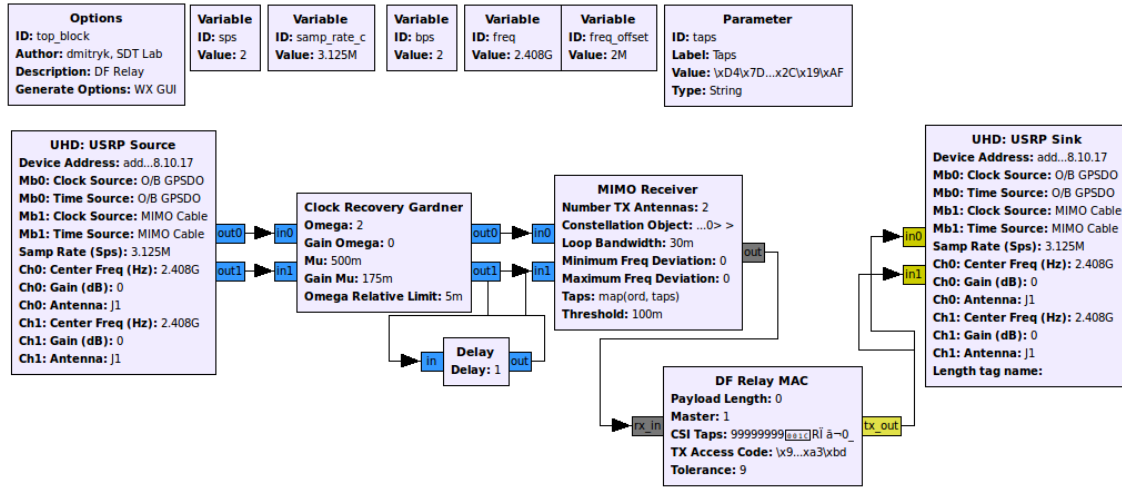 Options
ID: top_block
Author: dmitryk, SDT Lab
Description: DF Relay
Generate Options: WX GUI
Variable
ID: sps
Value: 2
Variable
ID: samp_rate_c
Value: 3.125M
Variable
ID: bps
Value: 2
Variable
ID: freq
Value: 2.408G
Variable
ID: freq_offset
Value: 2M
Parameter
ID: taps
Label: Taps
Value: \xD4\x7D...x2C\x19\xAF
Type: String
UHD: USRP Source
Device Address: add...8.10.17
Mb0: Clock Source: O/B GPSDO
Mb0: Time Source: O/B GPSDO
Mb1: Clock Source: MIMO Cable
Mb1: Time Source: MIMO Cable
Samp Rate (Sps): 3.125M
Ch0: Center Freq (Hz): 2.408G
Ch0: Gain (dB): 0
Ch0: Antenna: J1
Ch1: Center Freq (Hz): 2.408G
Ch1: Gain (dB): 0
Ch1: Antenna: J1
out0
out1
in0
in1
Clock Recovery Gardner
Omega: 2
Gain Omega: 0
Mu: 500m
Gain Mu: 175m
Omega Relative Limit: 5m
out0
out1
in
Delay
Delay: 1
out
in0
in1
MIMO Receiver
Number TX Antennas: 2
Constellation Object: ...0> >
Loop Bandwidth: 30m
Minimum Freq Deviation: 0
Maximum Freq Deviation: 0
Taps: map(ord, taps)
Threshold: 100m
out
rx_in
DF Relay MAC
Payload Length: 0
Master: 1
CSI Taps: 99999999 001C RÏ ã¬0_
TX Access Code: \x9...xa3\xbd
Tolerance: 9
tx_out
in0
in1
UHD: USRP Sink
Device Address: add...8.10.17
Mb0: Clock Source: O/B GPSDO
Mb0: Time Source: O/B GPSDO
Mb1: Clock Source: MIMO Cable
Mb1: Time Source: MIMO Cable
Samp Rate (Sps): 3.125M
Ch0: Center Freq (Hz): 2.408G
Ch0: Gain (dB): 0
Ch0: Antenna: J1
Ch1: Center Freq (Hz): 2.408G
Ch1: Gain (dB): 0
Ch1: Antenna: J1
Length tag name: